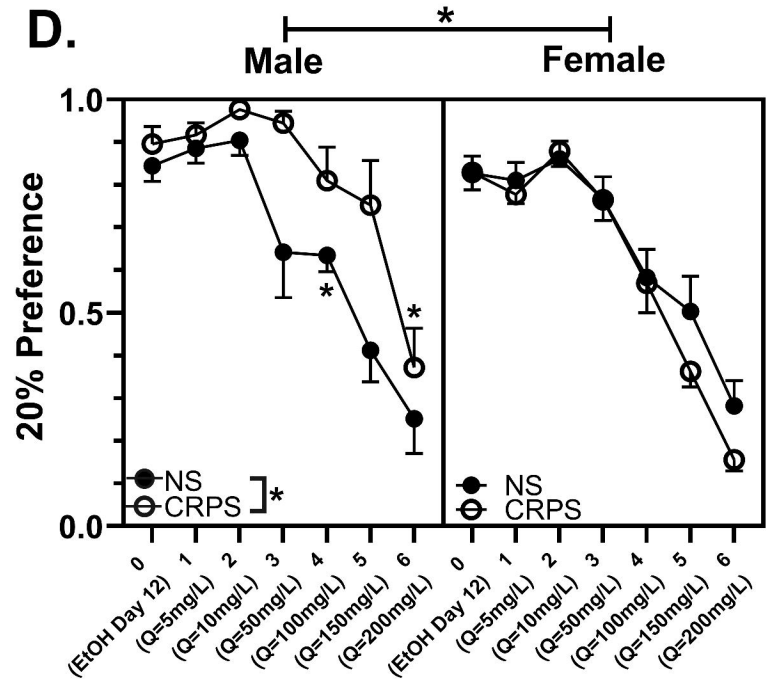 D.
*
Male
Female
20% Preference
1.0
0.5
0.0
*
*
NS
CRPS
*
NS
CRPS
0
(EtOH Day 12)
1
(Q=5mg/L)
2
(Q=10mg/L)
3
(Q=50mg/L)
4
(Q=100mg/L)
5
(Q=150mg/L)
6
(Q=200mg/L)
0
(EtOH Day 12)
1
(Q=5mg/L)
2
(Q=10mg/L)
3
(Q=50mg/L)
4
(Q=100mg/L)
5
(Q=150mg/L)
6
(Q=200mg/L)